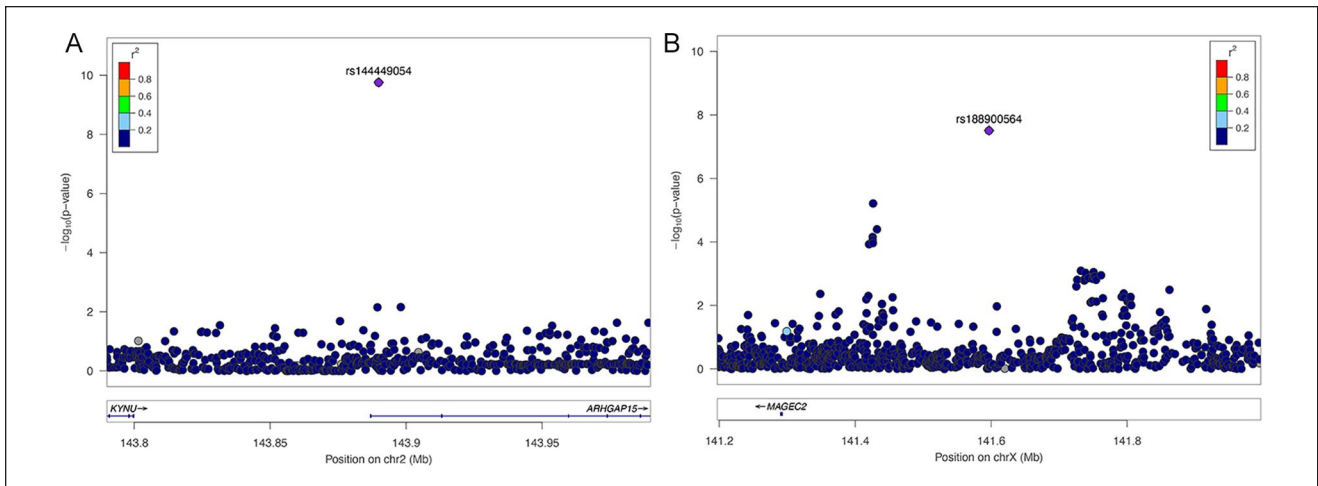 A
r2
0.8
0.6
0.4
0.2
rs144449054
10
8
6
4
2
0
−log10(p−value)
KYNU→
ARHGAP15→
143.8
143.85
143.9
143.95
Position on chr2 (Mb)
B
r2
0.8
0.6
0.4
0.2
rs188900564
10
8
6
4
2
0
−log10(p−value)
←MAGEC2
141.2
141.4
141.6
141.8
Position on chrX (Mb)